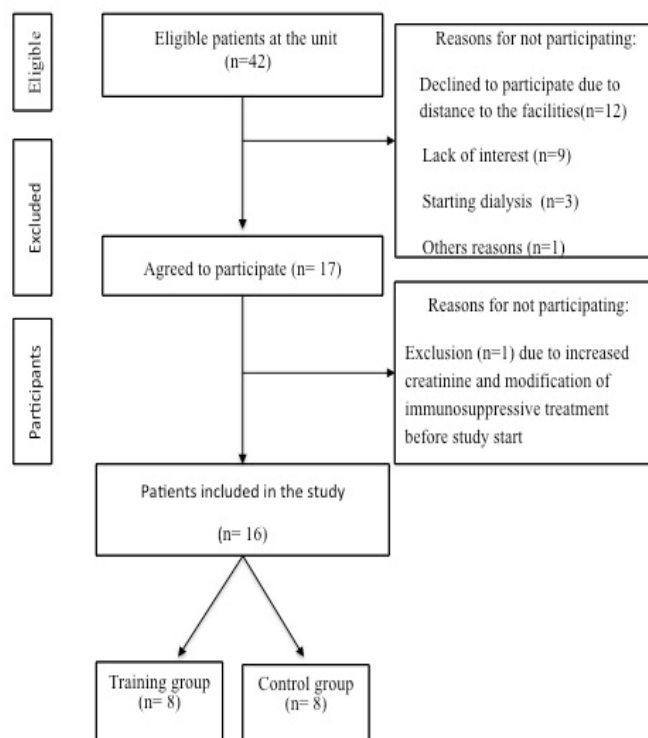 Eligible
Eligible patients at the unit
(n=42)
Reasons for not participating:
Declined to participate due to
distance to the facilities(n=12)
Lack of interest (n=9)
Starting dialysis (n=3)
Others reasons (n=1)
Excluded
Agreed to participate (n= 17)
Reasons for not participating:
Exclusion (n=1) due to increased
creatinine and modification of
immunosuppressive treatment
before study start
Participants
Patients included in the study
(n= 16)
Training group
(n= 8)
Control group
(n= 8)